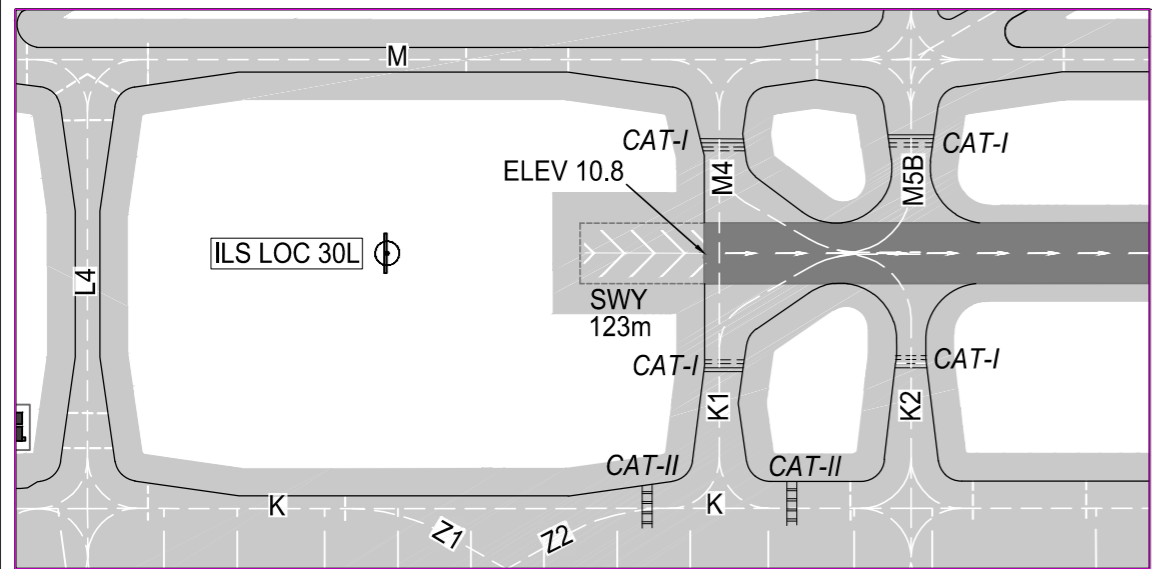 M
CAT-I
CAT-I
ELEV 10.8
M4
M5B
ILS LOC 30L
L4
SWY
123m
CAT-I
CAT-I
K1
K2
CAT-II
CAT-II
K
K
Z1
Z2